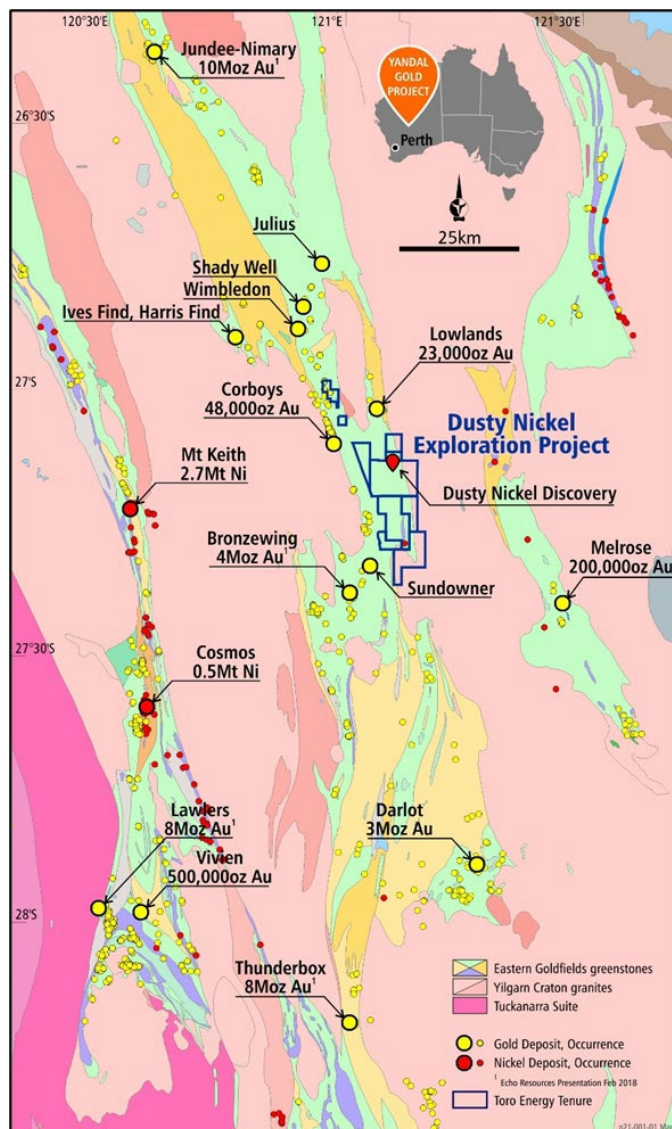 120°30'E
121°E
121°30'E
Jundee-Nimary
10Moz Au¹
YANDAL
GOLD
PROJECT
Perth
26°30'S
25km
Julius
Shady Well
Wimbledon
Ives Find, Harris Find
Lowlands
23,000oz Au
27°S
Corboys
48,000oz Au
Dusty Nickel
Exploration Project
Mt Keith
2.7Mt Ni
Dusty Nickel Discovery
Bronzewing
4Moz Au¹
Melrose
200,000oz Au
Sundowner
27°30'S
Cosmos
0.5Mt Ni
Lawlers
8Moz Au¹
Darlot
3Moz Au
Vivien
500,000oz Au
28°S
Thunderbox
8Moz Au¹
Eastern Goldfields greenstones
Yilgarn Craton granites
Tuckanarra Suite
Gold Deposit, Occurrence
Nickel Deposit, Occurrence
¹ Echo Resources Presentation Feb 2018
Toro Energy Tenure